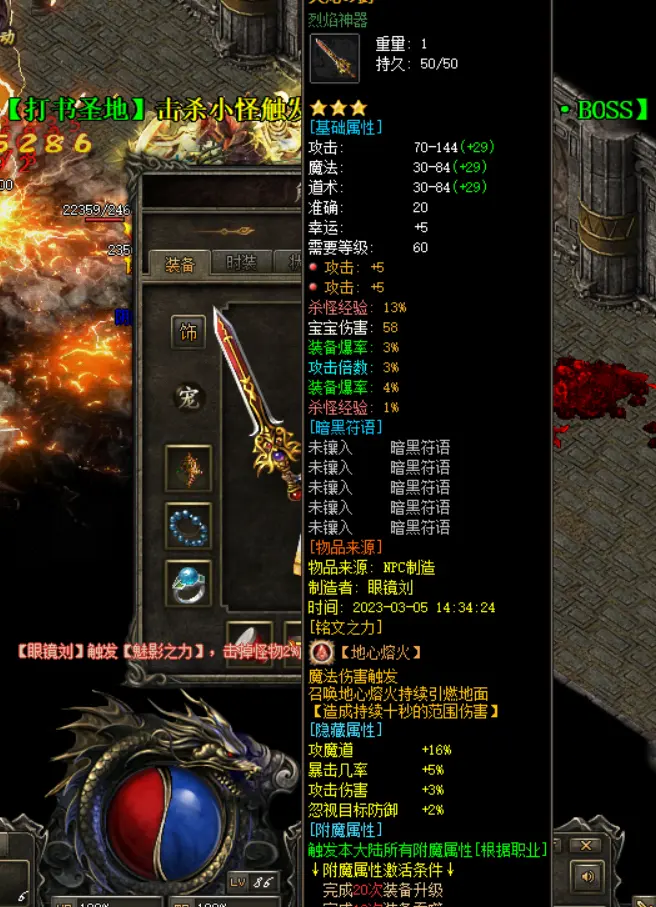 烈焰神器
重量: 1
持久: 50/50
【打书圣地】击杀小怪触发
·BOSS】
5286
[基础属性]
攻击: 70-144(+29)
魔法: 30-84(+29)
道术: 30-84(+29)
准确: 20
幸运: +5
需要等级: 60
攻击: +5
攻击: +5
杀怪经验: 13%
宝宝伤害: 58
装备爆率: 3%
攻击倍数: 3%
装备爆率: 4%
杀怪经验: 1%
[暗黑符语]
未镶入 暗黑符语
未镶入 暗黑符语
未镶入 暗黑符语
未镶入 暗黑符语
未镶入 暗黑符语
[物品来源]
物品来源: NPC制造
制造者: 眼镜刘
时间: 2023-03-05 14:34:24
[铭文之力]
【地心熔火】
魔法伤害触发
召唤地心熔火持续引燃地面
【造成持续十秒的范围伤害】
[隐藏属性]
攻魔道 +16%
暴击几率 +5%
攻击伤害 +3%
忽视目标防御 +2%
[附魔属性]
触发本大陆所有附魔属性[根据职业]
↓附魔属性激活条件↓
完成20次装备升级
22359/246
235
装备
时装
饰
宠
【眼镜刘】触发【魅影之力】，击掉怪物2%
LV 86